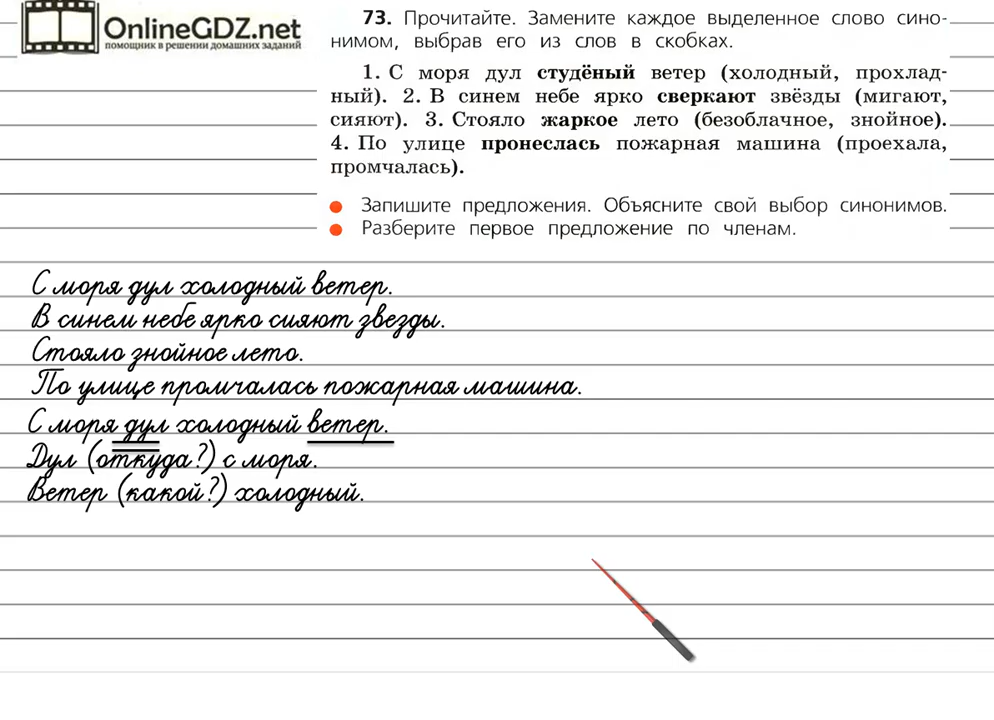 OnlineGDZ.net
помощник в решении домашних заданий
73. Прочитайте. Замените каждое выделенное слово сино-
нимом, выбрав его из слов в скобках.
1. С моря дул студёный ветер (холодный, прохлад-
ный). 2. В синем небе ярко сверкают звёзды (мигают,
сияют). 3. Стояло жаркое лето (безоблачное, знойное).
4. По улице пронеслась пожарная машина (проехала,
промчалась).
Запишите предложения. Объясните свой выбор синонимов.
Разберите первое предложение по членам.
С моря дул холодный ветер.
В синем небе ярко сияют звезды.
Стояло знойное лето.
По улице промчалась пожарная машина.
С моря дул холодный ветер.
Дул (откуда?) с моря.
Ветер (какой?) холодный.